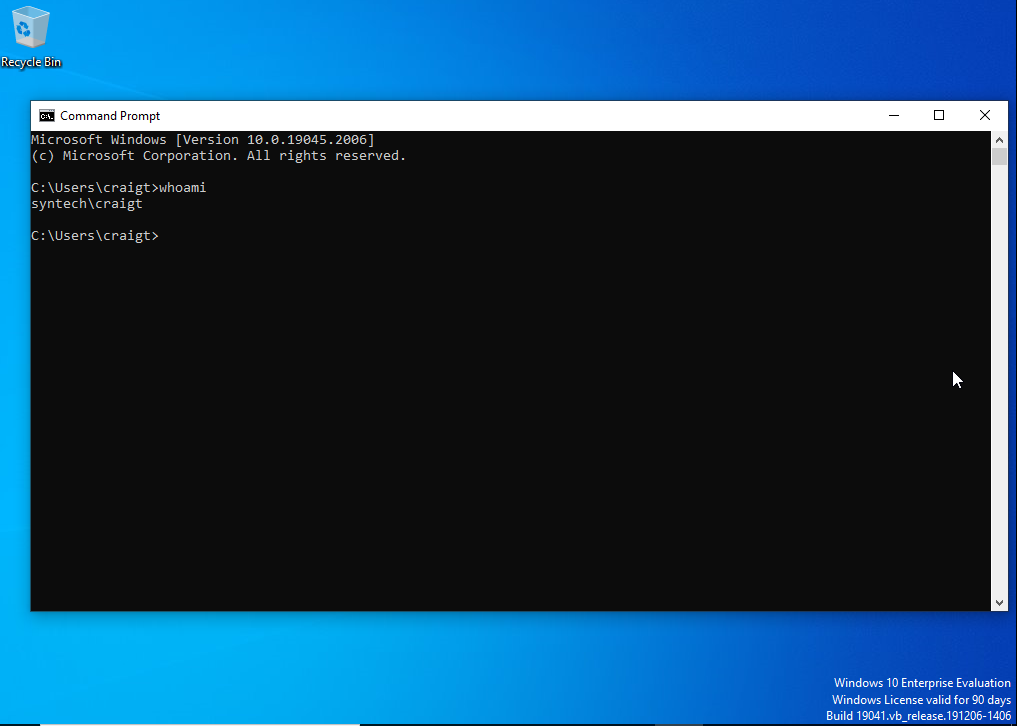 Recycle Bin
C:\. Command Prompt
Microsoft Windows [Version 10.0.19045.2006]
(c) Microsoft Corporation. All rights reserved.
C:\Users\craigt>whoami
syntech\craigt
C:\Users\craigt>
Windows 10 Enterprise Evaluation
Windows License valid for 90 days
Build 19041.vb_release.191206-1406